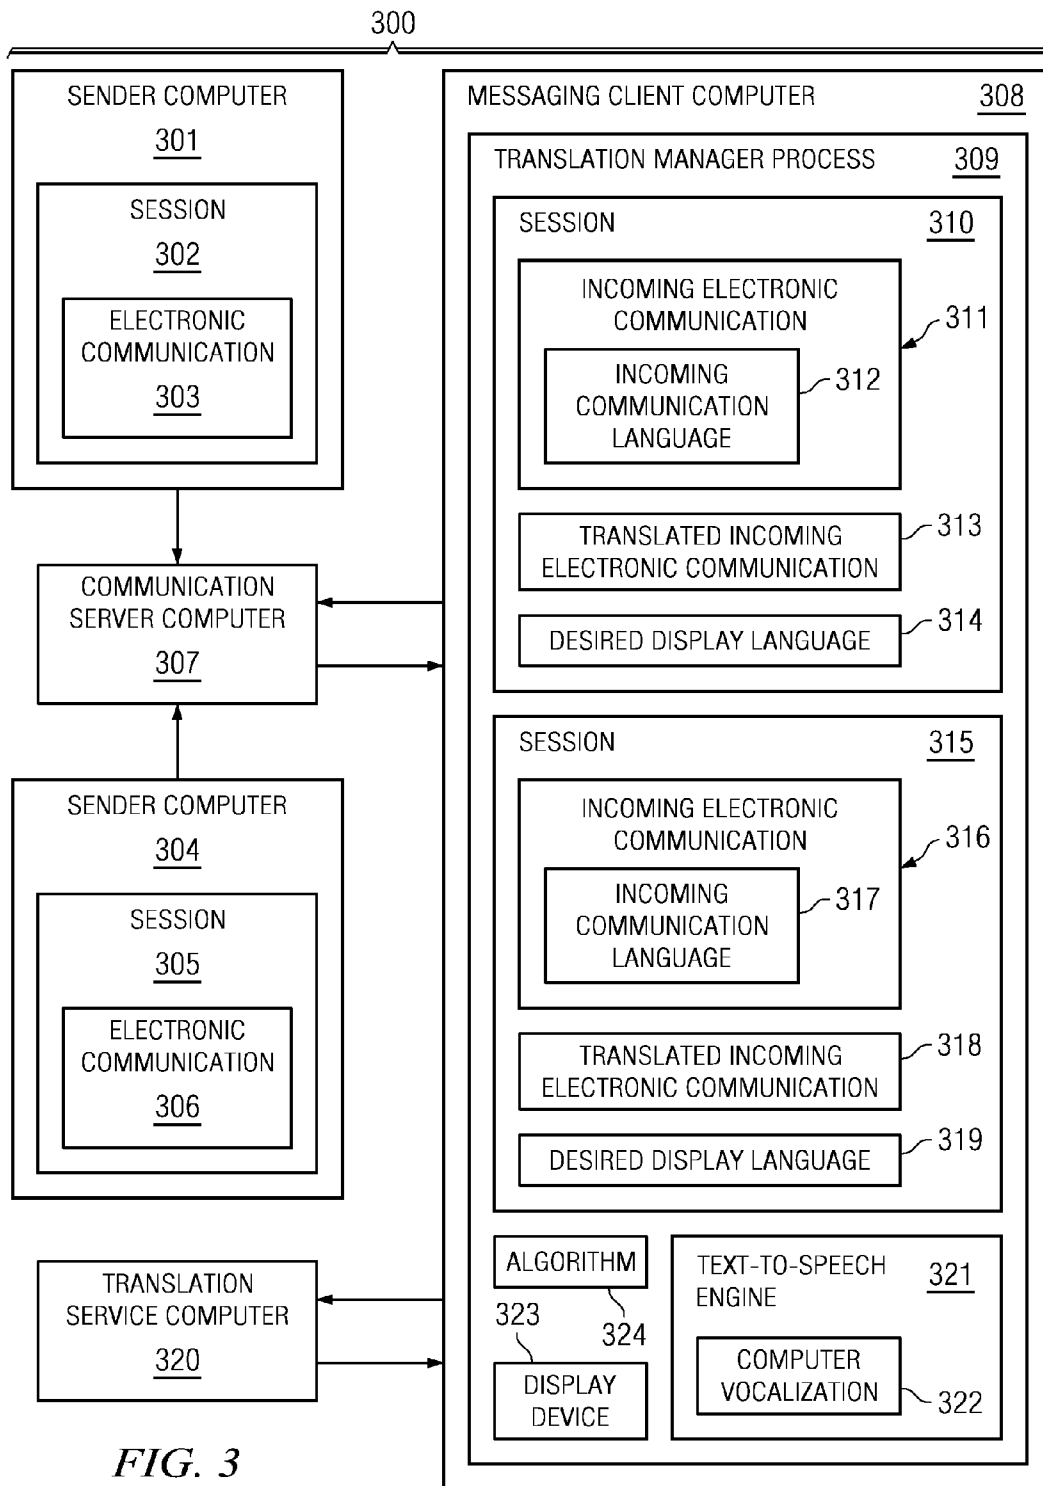 300
SENDER COMPUTER
301
SESSION
302
ELECTRONIC
COMMUNICATION
303
COMMUNICATION
SERVER COMPUTER
307
SENDER COMPUTER
304
SESSION
305
ELECTRONIC
COMMUNICATION
306
TRANSLATION
SERVICE COMPUTER
320
MESSAGING CLIENT COMPUTER 308
TRANSLATION MANAGER PROCESS 309
SESSION 310
INCOMING ELECTRONIC
COMMUNICATION
311
INCOMING
COMMUNICATION
LANGUAGE
312
TRANSLATED INCOMING
ELECTRONIC COMMUNICATION
313
DESIRED DISPLAY LANGUAGE
314
SESSION 315
INCOMING ELECTRONIC
COMMUNICATION
316
INCOMING
COMMUNICATION
LANGUAGE
317
TRANSLATED INCOMING
ELECTRONIC COMMUNICATION
318
DESIRED DISPLAY LANGUAGE
319
ALGORITHM
324
323
DISPLAY
DEVICE
TEXT-TO-SPEECH
ENGINE
321
COMPUTER
VOCALIZATION
322
FIG. 3